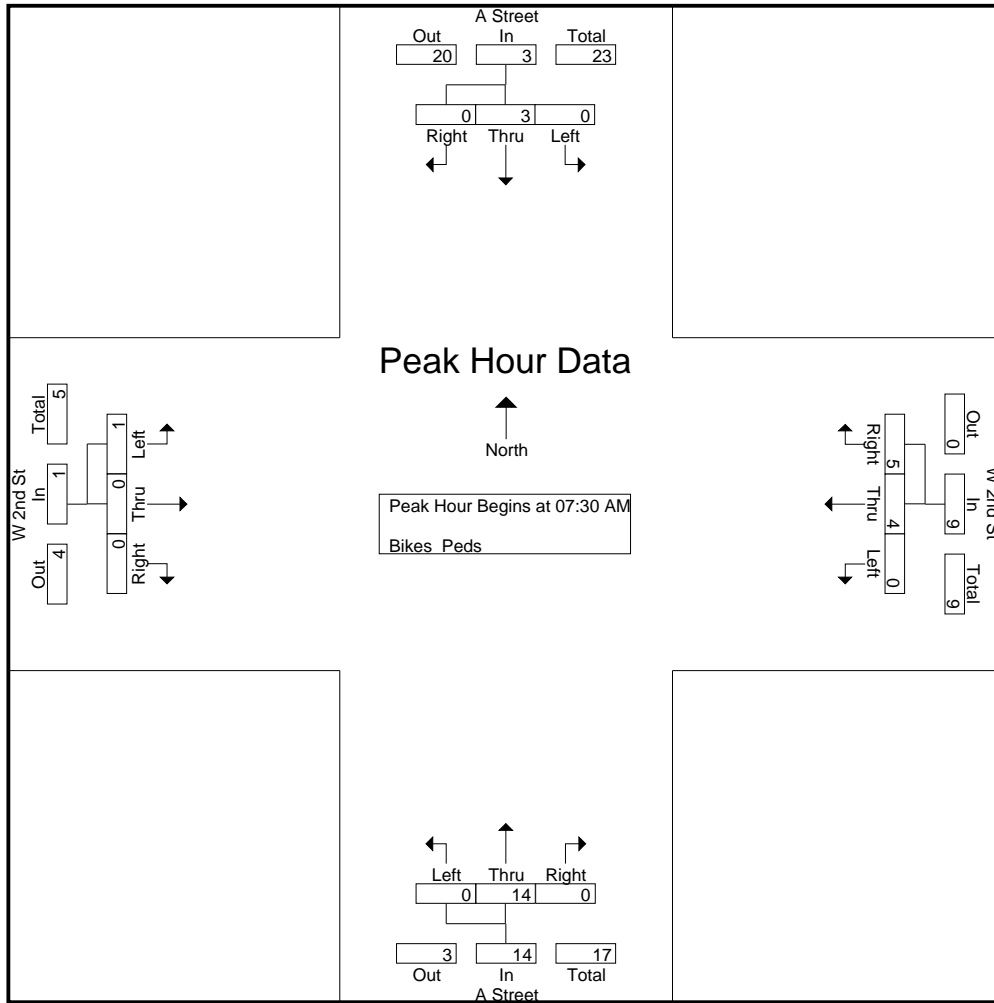 A Street
Out In Total
20 3 23
0 3 0
Right Thru Left
Peak Hour Data
North
Peak Hour Begins at 07:30 AM
Bikes Peds
W 2nd St
Total In Out
5 1 4
1 0 0
Left Thru Right
W 2nd St
Out In Total
0 9 9
5 4 0
Right Thru Left
Left Thru Right
0 14 0
3 14 17
Out In Total
A Street